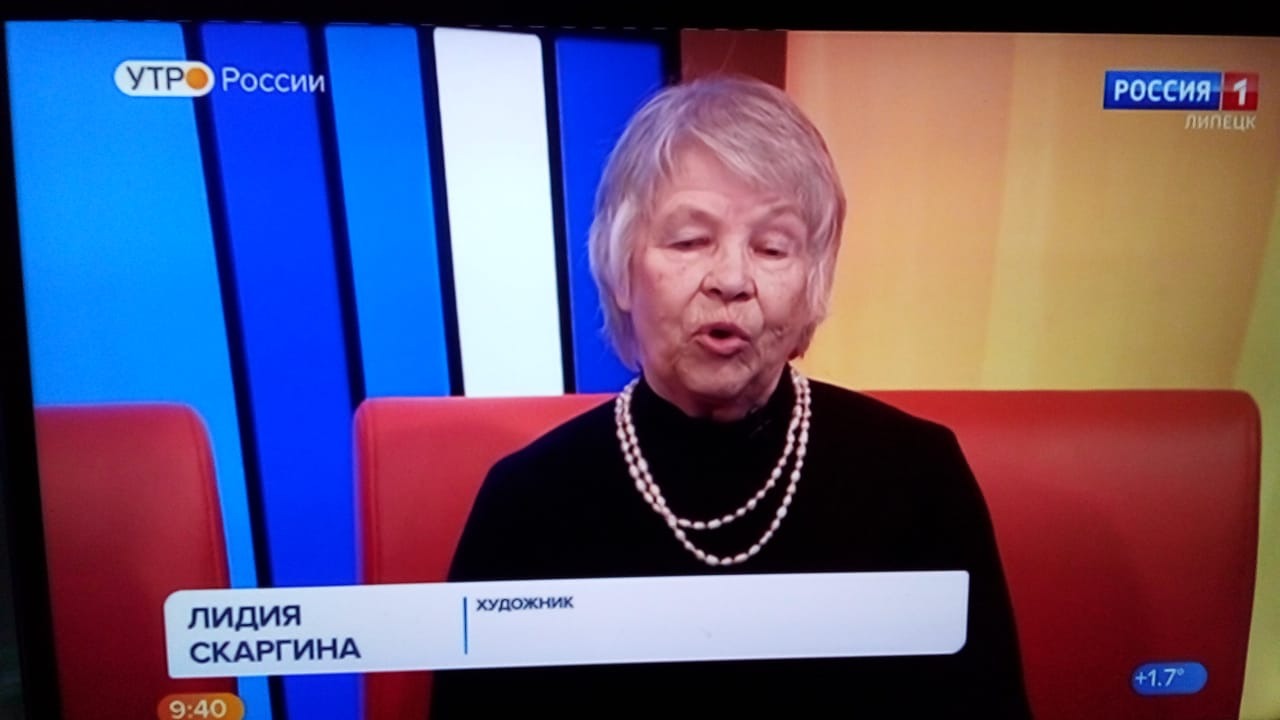 УТРО России
РОССИЯ 1
ЛИПЕЦК
ЛИДИЯ
СКАРГИНА
ХУДОЖНИК
+1.7°
9:40